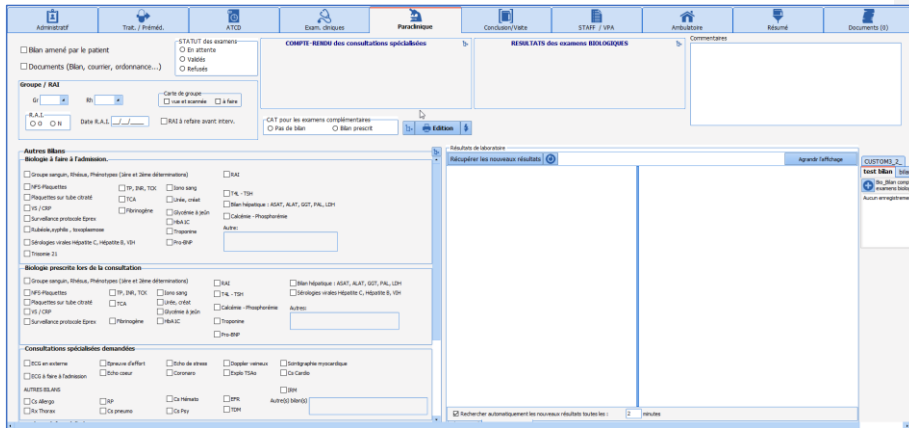 Administratif
Trait. / Préméd.
ATCD
Exam. cliniques
Paraclinique
Conclusion/Visite
STAFF / VPA
Ambulatoire
Résumé
Documents (0)
Bilan amené par le patient
Documents (Bilan, courrier, ordonnance...)
STATUT des examens
En attente
Validés
Refusés
COMPTE-RENDU des consultations spécialisées
RESULTATS des examens BIOLOGIQUES
Commentaires
Groupe / RAI
Gr
Rh
Carte de groupe
vue et scannée
à faire
R.A.I.
O
N
Date R.A.I. __/__/____
RAI à refaire avant interv.
CAT pour les examens complémentaires
Pas de bilan
Bilan prescrit
Edition
Autres Bilans
Biologie à faire à l'admission.
Groupe sanguin, Rhésus, Phénotypes (1ère et 2ème déterminations)
RAI
NFS-Plaquettes
TP, INR, TCK
Iono sang
T4L - TSH
Plaquettes sur tube citraté
TCA
Urée, créat
Bilan hépatique : ASAT, ALAT, GGT, PAL, LDH
VS / CRP
Fibrinogène
Glycémie à jeûn
Calcémie - Phosphorémie
Surveillance protocole Eprex
HbA1C
Autre:
Rubéole,syphilis , toxoplasmose
Troponine
Sérologies virales Hépatite C, Hépatite B, VIH
Pro-BNP
Trisomie 21
Biologie prescrite lors de la consultation
Groupe sanguin, Rhésus, Phénotypes (1ère et 2ème déterminations)
RAI
Bilan hépatique : ASAT, ALAT, GGT, PAL, LDH
NFS-Plaquettes
TP, INR, TCK
Iono sang
T4L - TSH
Sérologies virales Hépatite C, Hépatite B, VIH
Plaquettes sur tube citraté
TCA
Urée, créat
Calcémie - Phosphorémie
Autres:
VS / CRP
Glycémie à jeûn
Surveillance protocole Eprex
Fibrinogène
HbA1C
Troponine
Pro-BNP
Consultations spécialisées demandées
ECG en externe
Epreuve d'effort
Echo de stress
Doppler veineux
Scintigraphie myocardique
ECG à faire à l'admission
Echo coeur
Coronaro
Explo TSAo
Cs Cardio
AUTRES BILANS
IRM
Cs Allergo
RP
Cs Hémato
EFR
Autre(s) bilan(s)
Rx Thorax
Cs pneumo
Cs Psy
TDM
Résultats de laboratoire
Récupérer les nouveaux résultats
Agrandir l'affichage
Rechercher automatiquement les nouveaux résultats toutes les :
2
minutes
CUSTOM3_2_
test bilan
bila
Bio_Bilan comp
examens biolog
Aucun enregistremen